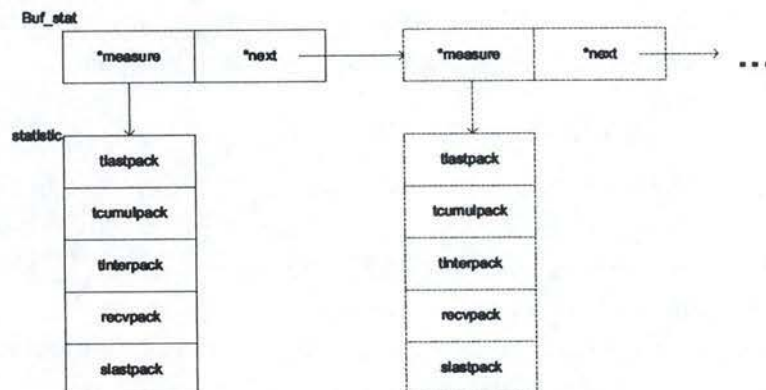 Buf_stat
*measure *next *measure *next ...
statistic
tlastpack tlastpack
tcumulpack tcumulpack
tinterpack tinterpack
recvpack recvpack
slastpack slastpack